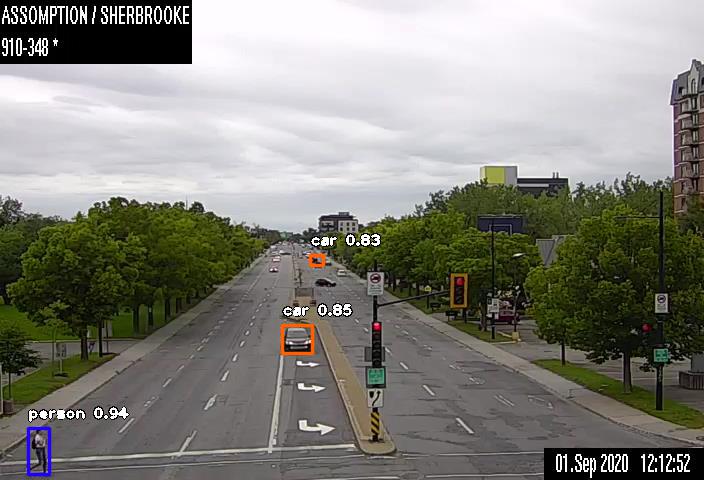 ASSOMPTION / SHERBROOKE
910-348 *
car 0.83
car 0.85
person 0.94
01.Sep 2020 12:12:52